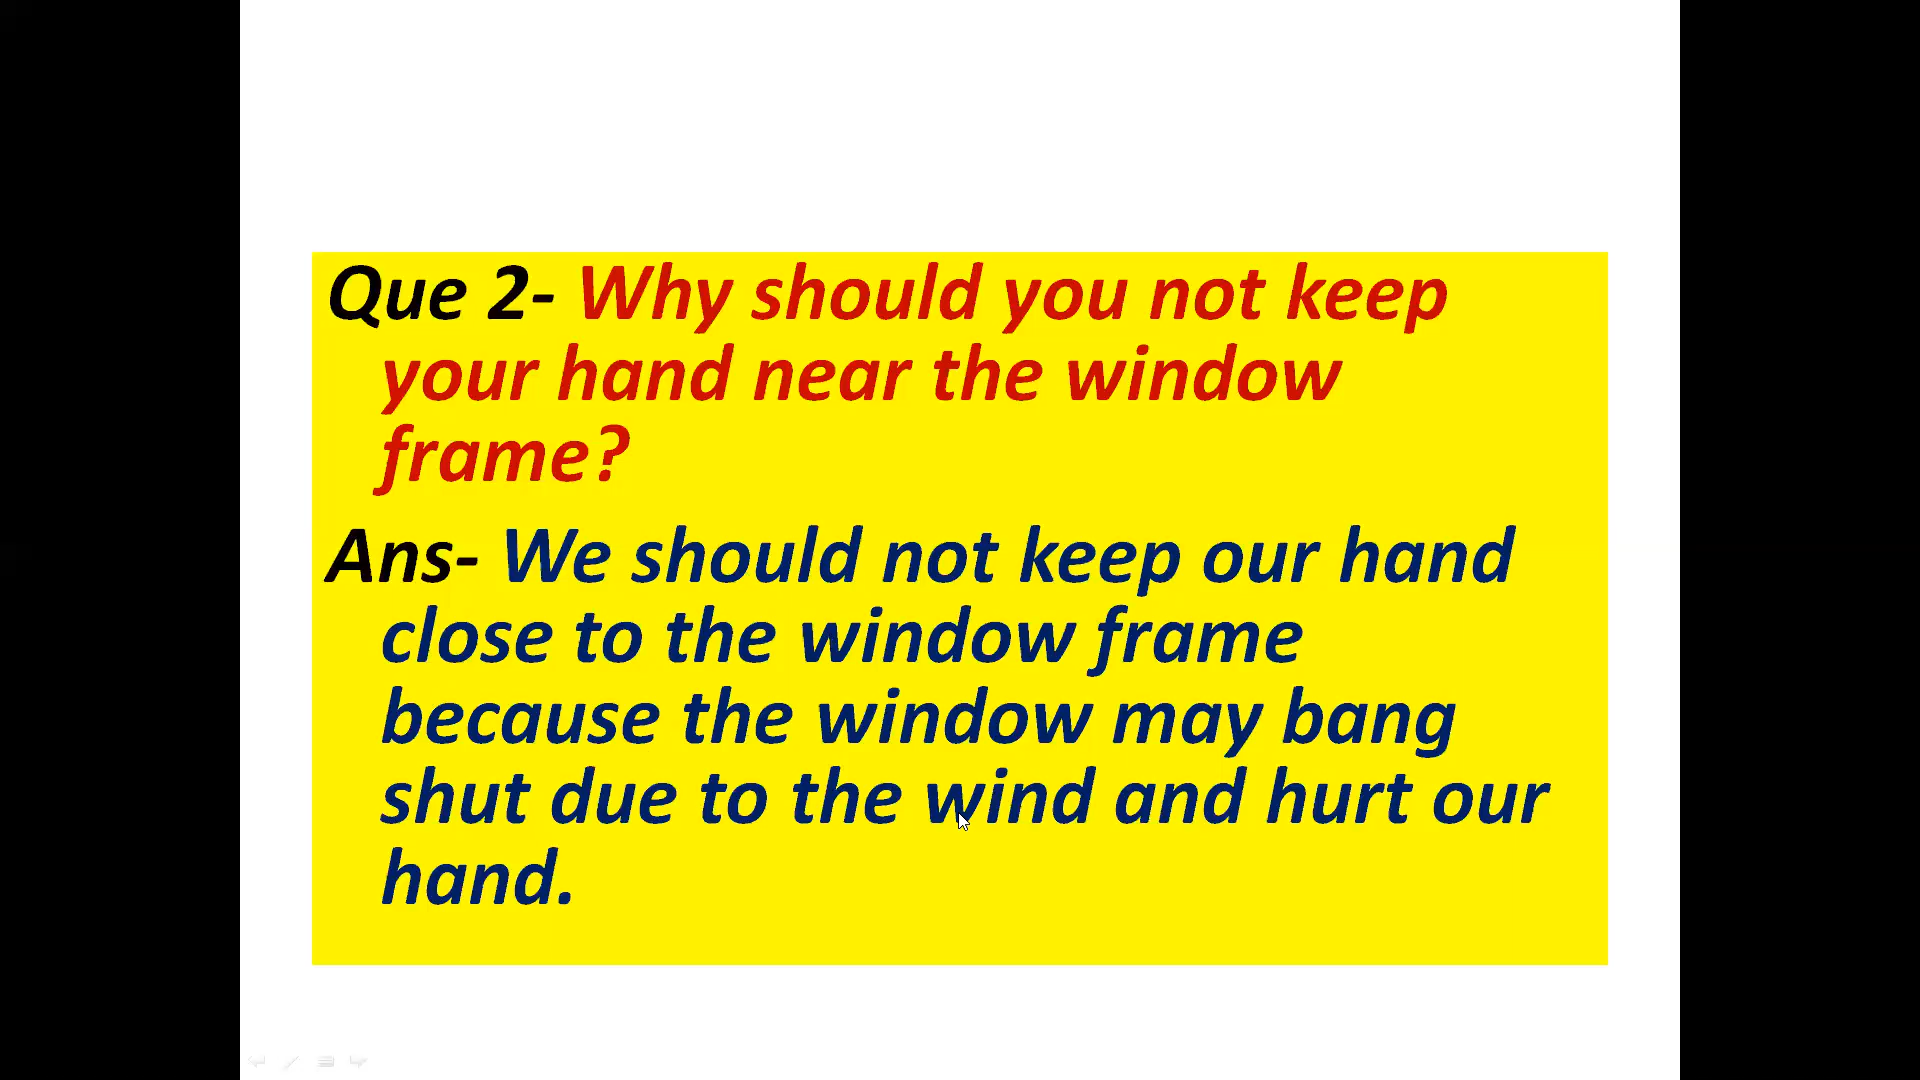 Que 2- Why should you not keep
your hand near the window
frame?
Ans- We should not keep our hand
close to the window frame
because the window may bang
shut due to the wind and hurt our
hand.